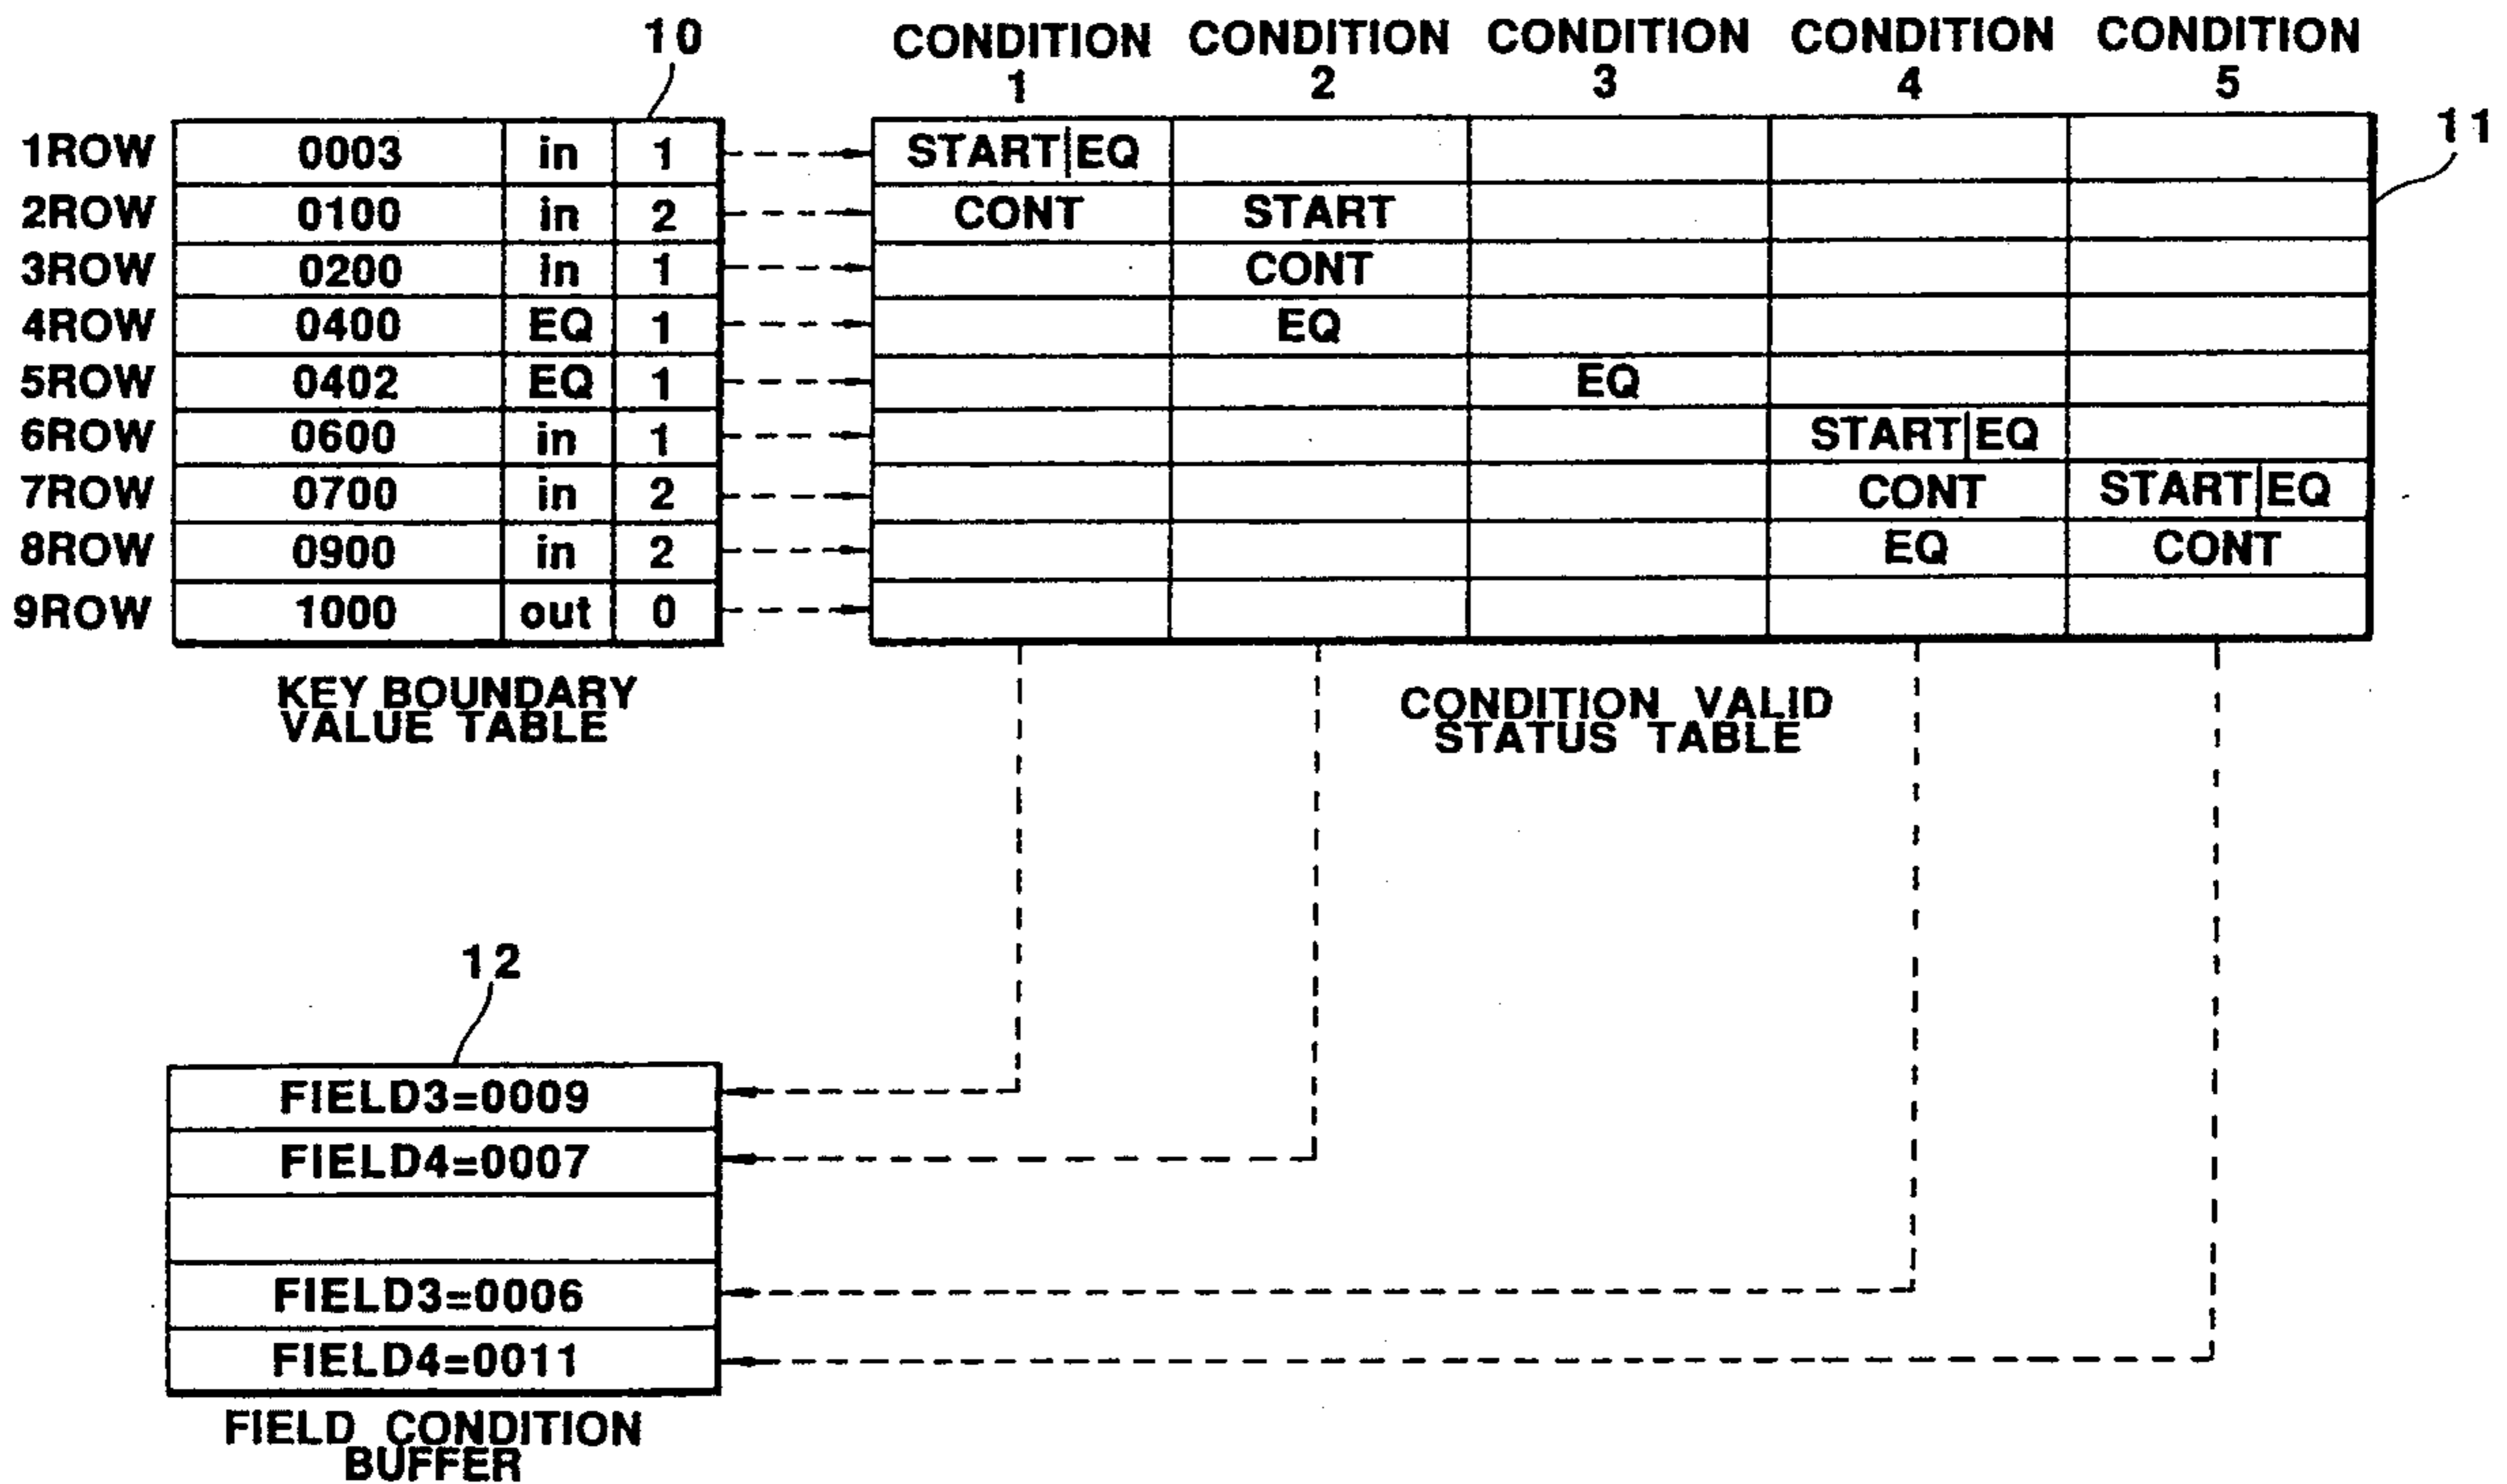 10
CONDITION 1
CONDITION 2
CONDITION 3
CONDITION 4
CONDITION 5
11
1ROW 0003 in 1 START|EQ
2ROW 0100 in 2 CONT START
3ROW 0200 in 1 CONT
4ROW 0400 EQ 1 EQ
5ROW 0402 EQ 1 EQ
6ROW 0600 in 1 START|EQ
7ROW 0700 in 2 CONT START|EQ
8ROW 0900 in 2 EQ CONT
9ROW 1000 out 0
KEY BOUNDARY
VALUE TABLE
CONDITION VALID
STATUS TABLE
12
FIELD3=0009
FIELD4=0007
FIELD3=0006
FIELD4=0011
FIELD CONDITION
BUFFER